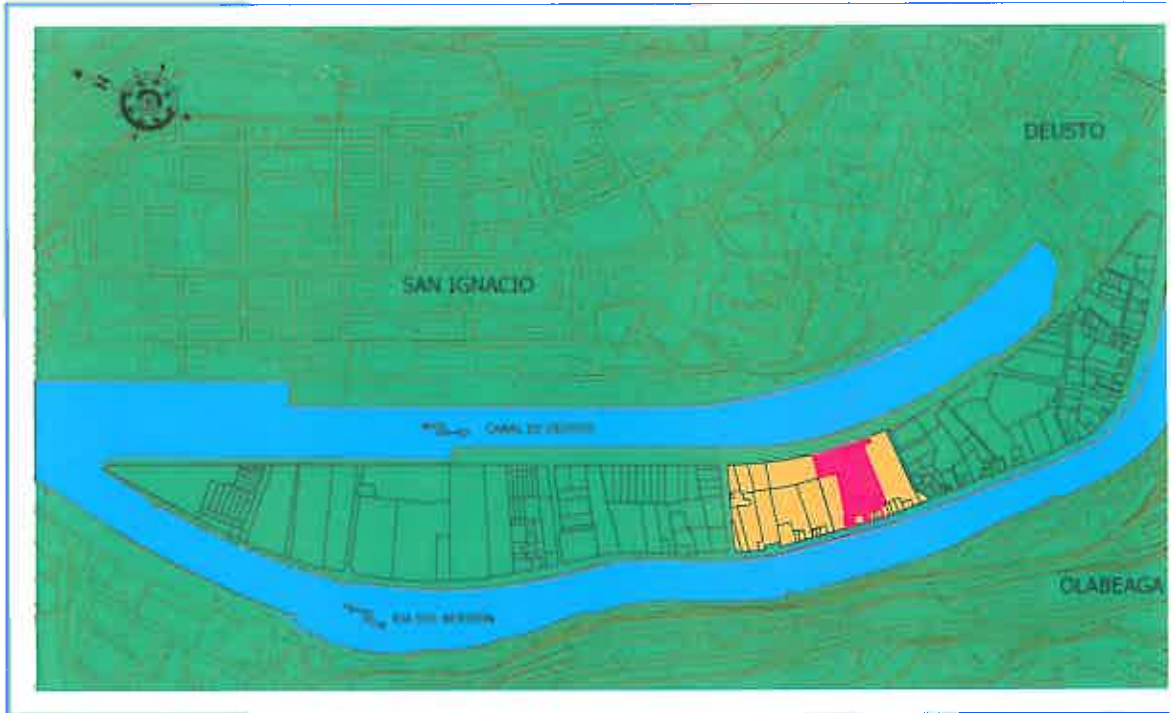 N
DEUSTO
SAN IGNACIO
CANAL DE DEUSTO
OLABEAGA
RIA DEL NERVION